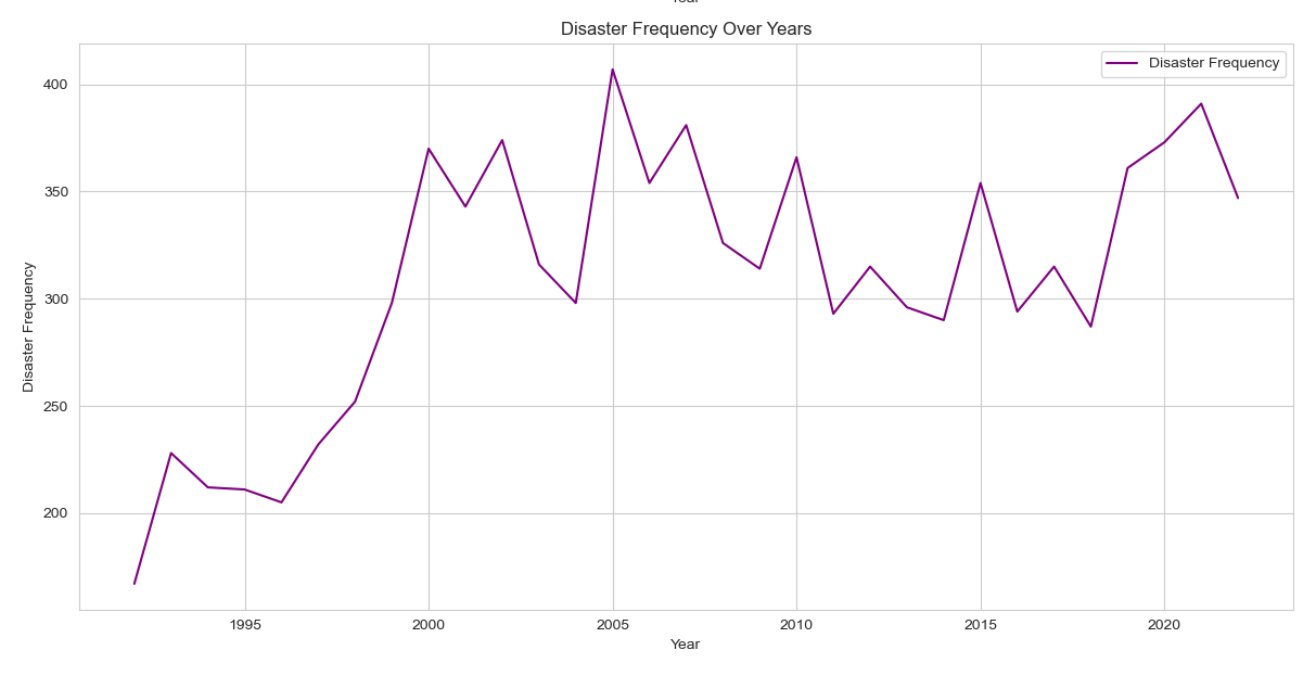 Year
Disaster Frequency Over Years
Disaster Frequency
400
350
300
250
200
Disaster Frequency
1995 2000 2005 2010 2015 2020
Year